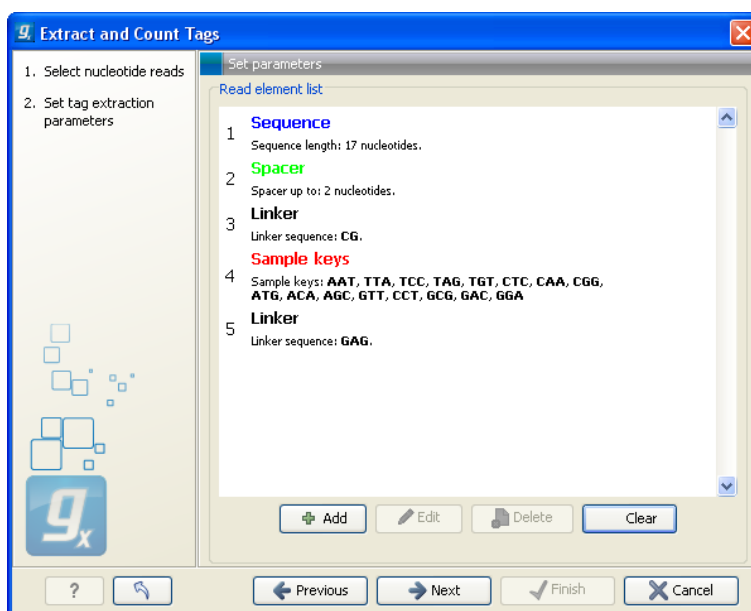 Extract and Count Tags
1. Select nucleotide reads
2. Set tag extraction
parameters
Set parameters
Read element list
1 Sequence
Sequence length: 17 nucleotides.
2 Spacer
Spacer up to: 2 nucleotides.
3 Linker
Linker sequence: CG.
4 Sample keys
Sample keys: AAT, TTA, TCC, TAG, TGT, CTC, CAA, CGG,
ATG, ACA, AGC, GTT, CCT, GCG, GAC, GGA
5 Linker
Linker sequence: GAG.
Add Edit Delete Clear
gx
? Previous Next Finish Cancel